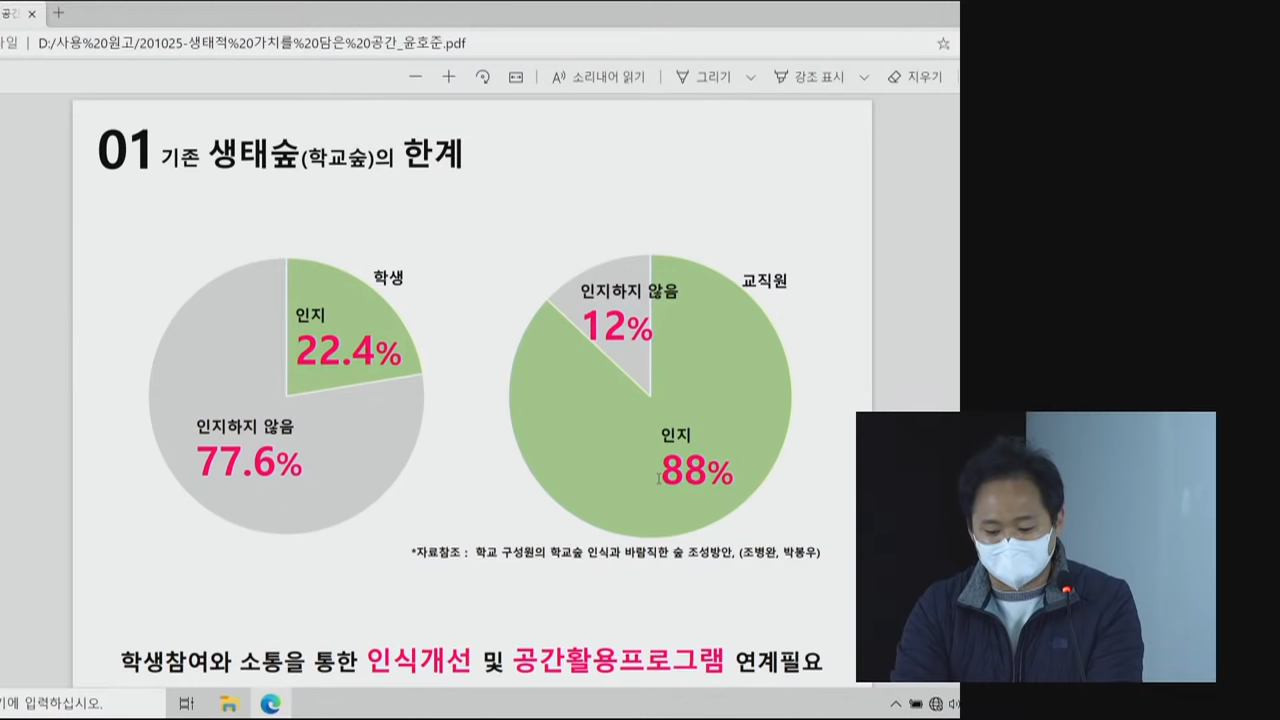 공간
D:/사용%20원고/201025-생태적%20가치를%20담은%20공간_윤호준.pdf
소리내어 읽기
그리기
강조 표시
지우기
01 기존 생태숲(학교숲)의 한계
학생
인지
22.4%
인지하지 않음
77.6%
교직원
인지하지 않음
12%
인지
88%
*자료참조 : 학교 구성원의 학교숲 인식과 바람직한 숲 조성방안, (조병완, 박봉우)
학생참여와 소통을 통한 인식개선 및 공간활용프로그램 연계필요
기에 입력하십시오.